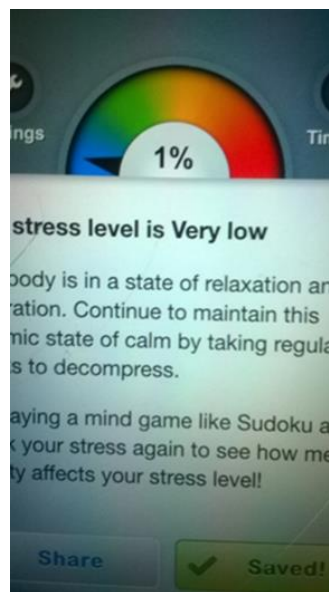 ings
Tir
1%
stress level is Very low
body is in a state of relaxation an
ation. Continue to maintain this
mic state of calm by taking regula
s to decompress.
aying a mind game like Sudoku a
k your stress again to see how me
ty affects your stress level!
Share
Saved!